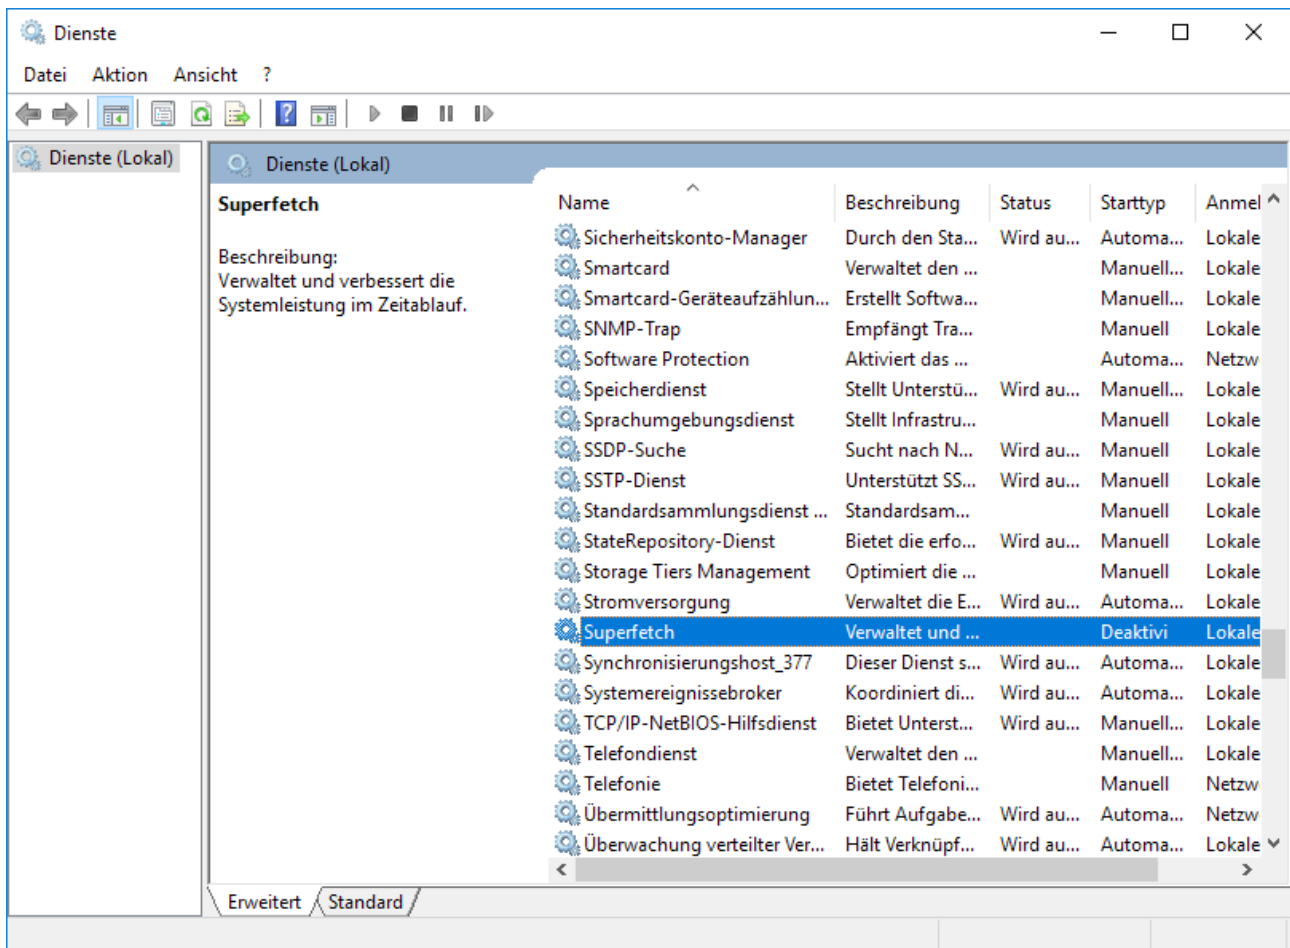 Dienste
Datei Aktion Ansicht ?
Dienste (Lokal)
Dienste (Lokal)
Superfetch
Beschreibung:
Verwaltet und verbessert die
Systemleistung im Zeitablauf.
Name Beschreibung Status Starttyp Anmel
Sicherheitskonto-Manager Durch den Sta... Wird au... Automa... Lokale
Smartcard Verwaltet den ... Manuell... Lokale
Smartcard-Geräteaufzählun... Erstellt Softwa... Manuell... Lokale
SNMP-Trap Empfängt Tra... Manuell Lokale
Software Protection Aktiviert das ... Automa... Netzw
Speicherdienst Stellt Unterstü... Wird au... Manuell... Lokale
Sprachumgebungsdienst Stellt Infrastru... Manuell Lokale
SSDP-Suche Sucht nach N... Wird au... Manuell Lokale
SSTP-Dienst Unterstützt SS... Wird au... Manuell Lokale
Standardsammlungsdienst ... Standardsam... Manuell Lokale
StateRepository-Dienst Bietet die erfo... Wird au... Manuell Lokale
Storage Tiers Management Optimiert die ... Manuell Lokale
Stromversorgung Verwaltet die E... Wird au... Automa... Lokale
Superfetch Verwaltet und ... Deaktivi Lokale
Synchronisierungshost_377 Dieser Dienst s... Wird au... Automa... Lokale
Systemereignissebroker Koordiniert di... Wird au... Automa... Lokale
TCP/IP-NetBIOS-Hilfsdienst Bietet Unterst... Wird au... Manuell... Lokale
Telefondienst Verwaltet den ... Manuell... Lokale
Telefonie Bietet Telefoni... Manuell Netzw
Übermittlungsoptimierung Führt Aufgabe... Wird au... Automa... Netzw
Überwachung verteilter Ver... Hält Verknüpf... Wird au... Automa... Lokale
Erweitert Standard